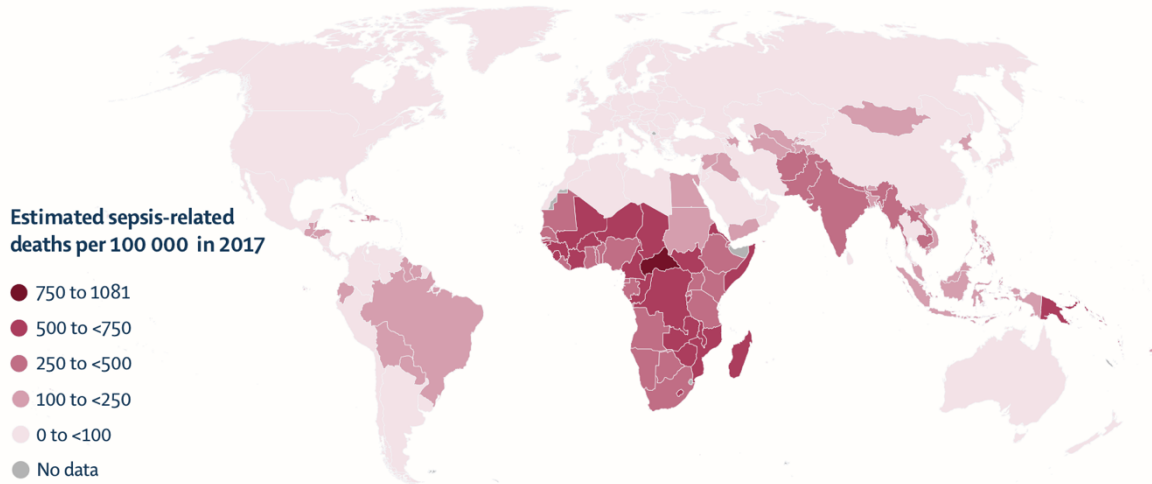 Estimated sepsis-related
deaths per 100 000 in 2017
750 to 1081
500 to <750
250 to <500
100 to <250
0 to <100
No data